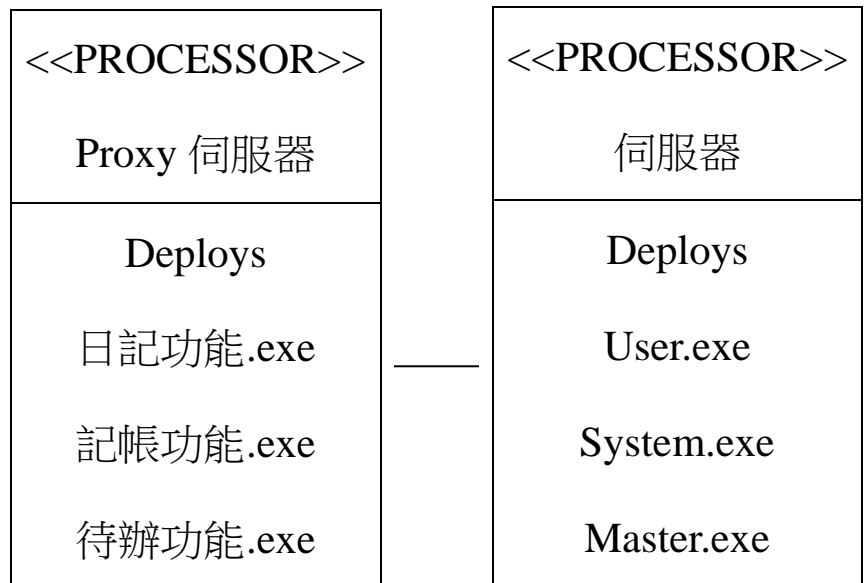 <<PROCESSOR>>
Proxy 伺服器
Deploys
日記功能.exe
記帳功能.exe
待辦功能.exe
<<PROCESSOR>>
伺服器
Deploys
User.exe
System.exe
Master.exe